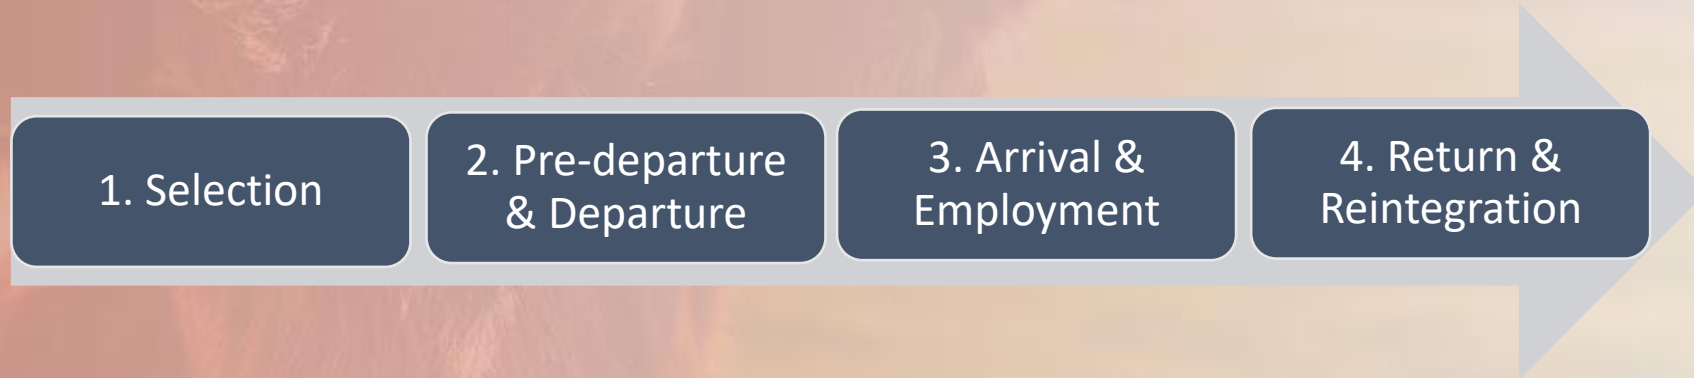 1. Selection
2. Pre-departure
& Departure
3. Arrival &
Employment
4. Return &
Reintegration